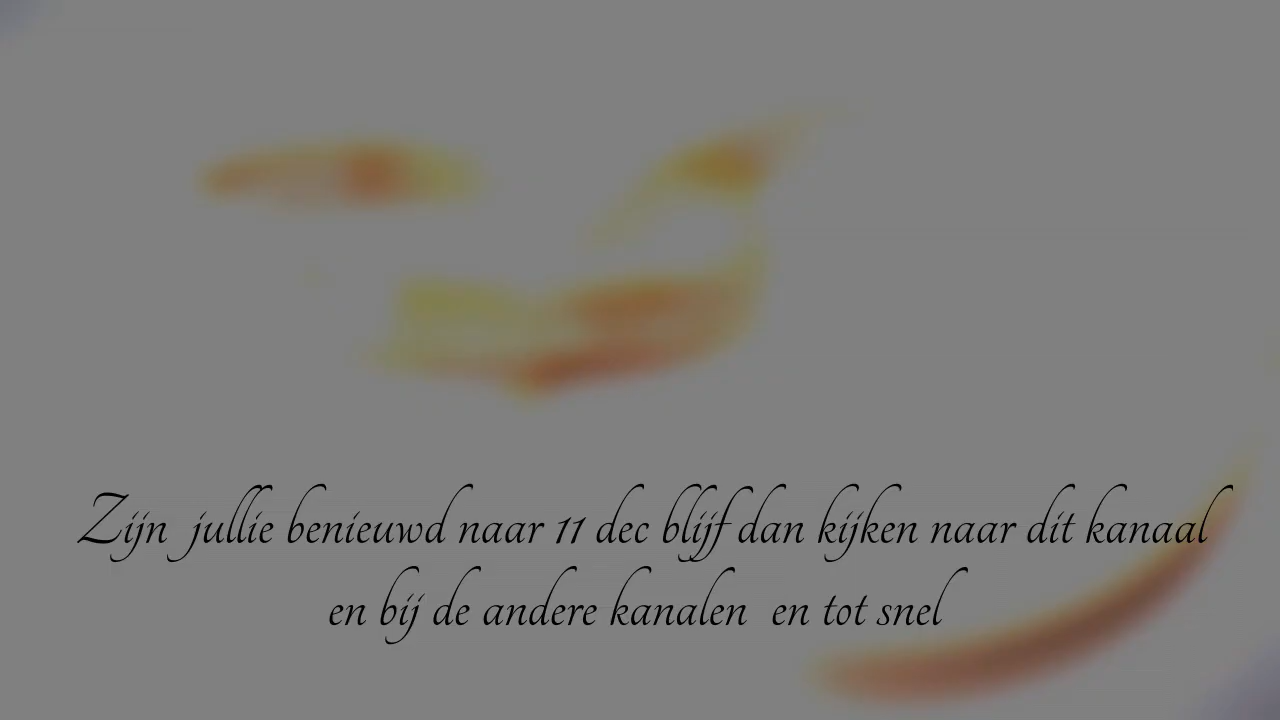 Zijn jullie benieuwd naar 11 dec blijf dan kijken naar dit kanaal
en bij de andere kanalen en tot snel